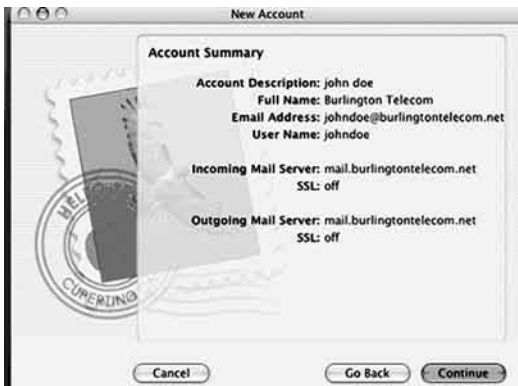 New Account
Account Summary
Account Description: john doe
Full Name: Burlington Telecom
Email Address: johndoe@burlingtontelecom.net
User Name: johndoe
Incoming Mail Server: mail.burlingtontelecom.net
SSL: off
Outgoing Mail Server: mail.burlingtontelecom.net
SSL: off
HELLO
CUPERTINO
Cancel
Go Back
Continue